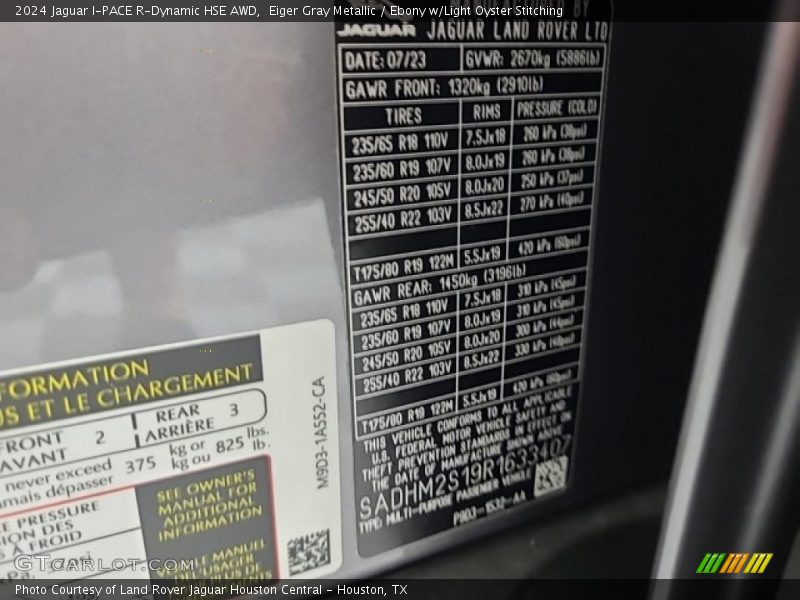 2024 Jaguar I-PACE R-Dynamic HSE AWD, Eiger Gray Metallic / Ebony w/Light Oyster Stitching
BY
JAGUAR JAGUAR LAND ROVER LTD
DATE: 07/23 GVWR: 2670kg (5886lb)
GAWR FRONT: 1320kg (2910lb)
TIRES RIMS PRESSURE (COLD)
235/65 R18 110V 7.5Jx18 260 kPa (38psi)
235/60 R19 107V 8.0Jx19 260 kPa (38psi)
245/50 R20 105V 8.0Jx20 250 kPa (37psi)
255/40 R22 103V 8.5Jx22 270 kPa (40psi)
T175/80 R19 122M 5.5Jx19 420 kPa (60psi)
GAWR REAR: 1450kg (3196lb)
235/65 R18 110V 7.5Jx18 310 kPa (45psi)
235/60 R19 107V 8.0Jx19 310 kPa (45psi)
245/50 R20 105V 8.0Jx20 300 kPa (44psi)
255/40 R22 103V 8.5Jx22 330 kPa (48psi)
T175/80 R19 122M 5.5Jx19 420 kPa (60psi)
THIS VEHICLE CONFORMS TO ALL APPLICABLE
U.S. FEDERAL MOTOR VEHICLE SAFETY AND
THEFT PREVENTION STANDARDS IN EFFECT ON
THE DATE OF MANUFACTURE SHOWN ABOVE
SADHM2S19R1633402
TYPE: MULTI-PURPOSE PASSENGER VEHICLE
FORMATION
OS ET LE CHARGEMENT
FRONT 2 REAR 3
AVANT ARRIÈRE
never exceed 375 kg or 825 lbs.
jamais dépasser kg ou lb.
E PRESSURE
ION DES
À FROID
SEE OWNER'S
MANUAL FOR
ADDITIONAL
INFORMATION
MANUEL
M9D3-1A552-CA
GTcarlot.com
Photo Courtesy of Land Rover Jaguar Houston Central - Houston, TX